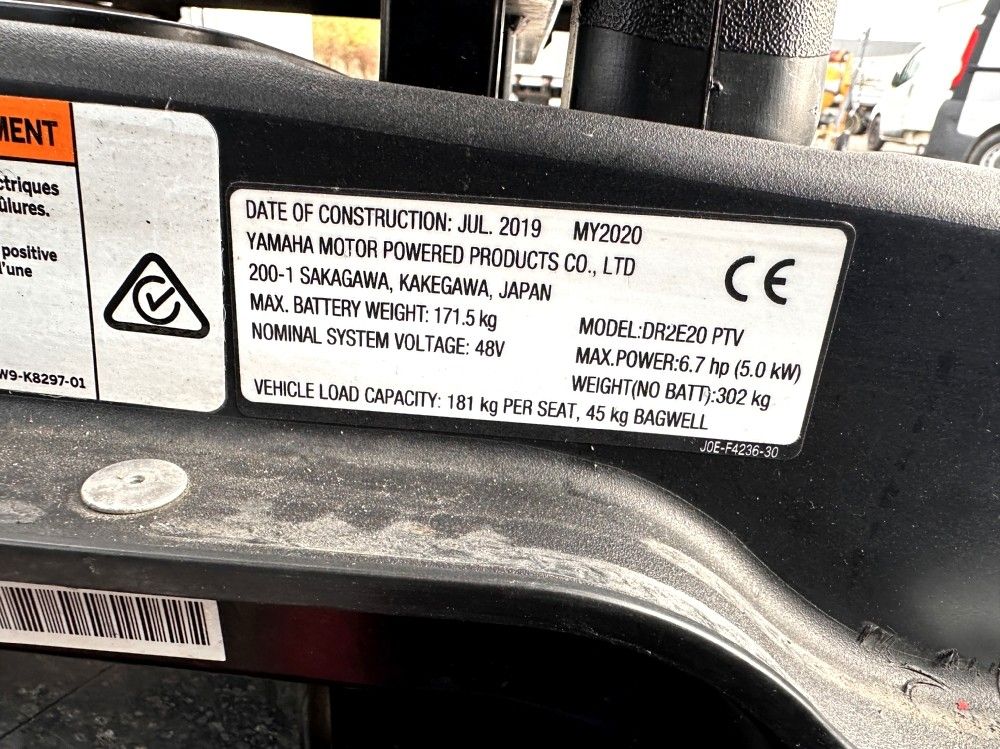 MENT
ctriques
ûlures.
positive
l'une
W9-K8297-01
DATE OF CONSTRUCTION: JUL. 2019 MY2020
YAMAHA MOTOR POWERED PRODUCTS CO., LTD
200-1 SAKAGAWA, KAKEGAWA, JAPAN
MAX. BATTERY WEIGHT: 171.5 kg
NOMINAL SYSTEM VOLTAGE: 48V
CE
MODEL:DR2E20 PTV
MAX.POWER:6.7 hp (5.0 kW)
WEIGHT(NO BATT):302 kg
VEHICLE LOAD CAPACITY: 181 kg PER SEAT, 45 kg BAGWELL
J0E-F4236-30